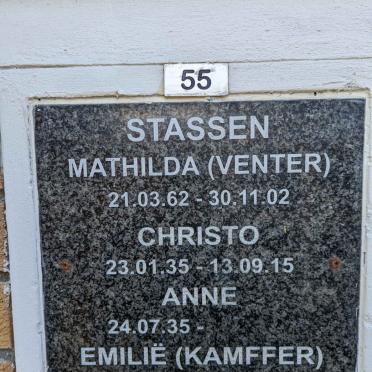 55
STASSEN
MATHILDA (VENTER)
21.03.62 - 30.11.02
CHRISTO
23.01.35 - 13.09.15
ANNE
24.07.35 -
EMILIË (KAMFFER)